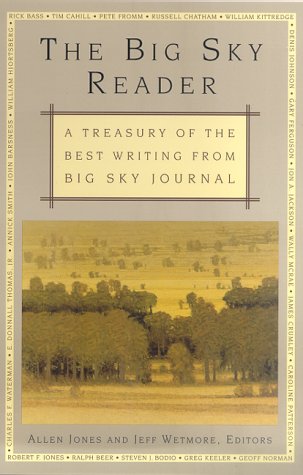 RICK BASS • TIM CAHILL • PETE FROMM • RUSSELL CHATHAM • WILLIAM KITTREDGE
DENIS JOHNSON • GARY FERGUSON • JON A. JACKSON • WALLY MCRAE • JAMES CRUMLEY • CAROLINE PATTERSON
THE BIG SKY
READER
A TREASURY OF THE
BEST WRITING FROM
BIG SKY JOURNAL
ALLEN JONES AND JEFF WETMORE, EDITORS
ROBERT F. JONES • RALPH BEER • STEVEN J. BODIO • GREG KEELER • GEOFF NORMAN
CHARLES F. WATERMAN • E. DONNALL THOMAS, JR. • ANNICK SMITH • JOHN BARSNESS • WILLIAM HJORTSBERG